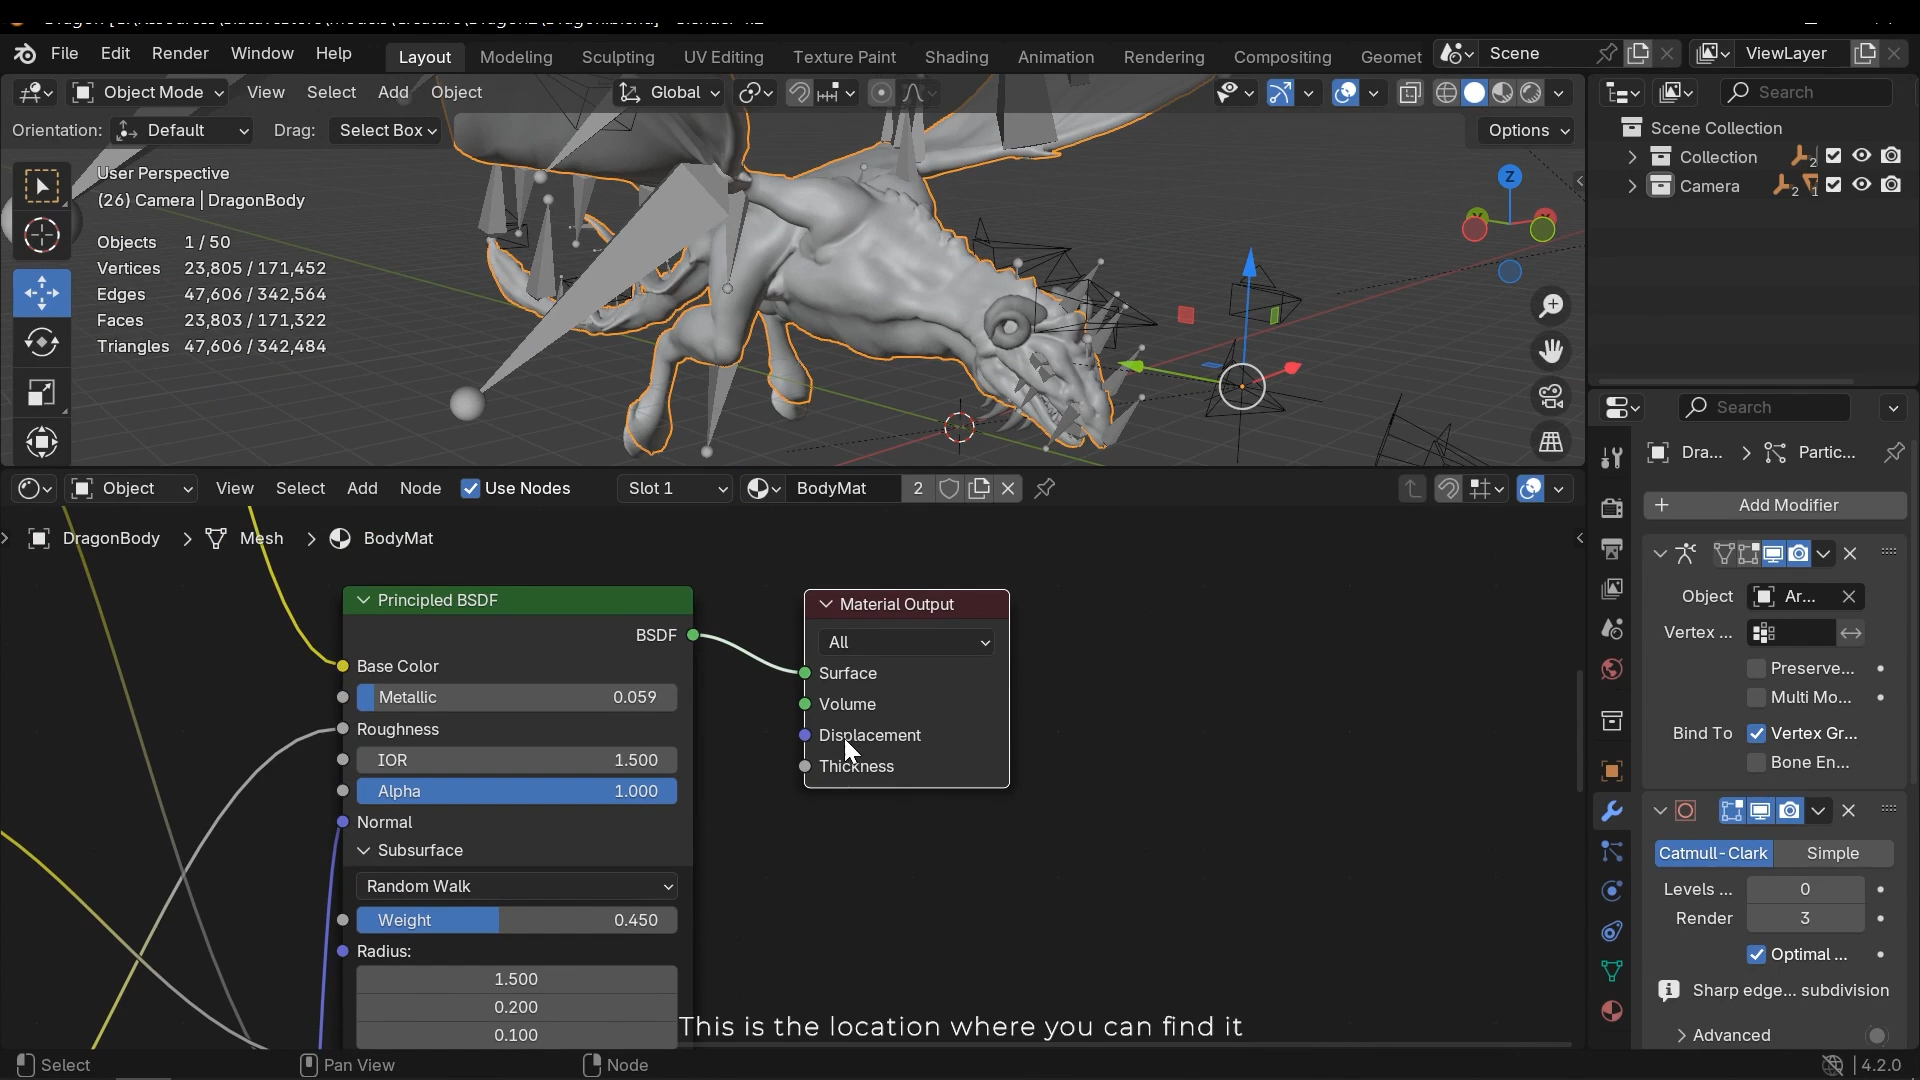 File Edit Render Window Help Layout Modeling Sculpting UV Editing Texture Paint Shading Animation Rendering Compositing Geomet Scene ViewLayer
Object Mode View Select Add Object Global Search
Orientation: Default Drag: Select Box Options
Scene Collection
Collection 2
Camera 2 1
User Perspective
(26) Camera | DragonBody
Objects 1 / 50
Vertices 23,805 / 171,452
Edges 47,606 / 342,564
Faces 23,803 / 171,322
Triangles 47,606 / 342,484
Z
Search
Dra... Partic...
Add Modifier
Object Ar...
Vertex ...
Preserve...
Multi Mo...
Bind To Vertex Gr...
Bone En...
Catmull-Clark Simple
Levels ... 0
Render 3
Optimal ...
Sharp edge... subdivision
Advanced
Object View Select Add Node Use Nodes Slot 1 BodyMat 2
DragonBody Mesh BodyMat
Principled BSDF
BSDF
Base Color
Metallic 0.059
Roughness
IOR 1.500
Alpha 1.000
Normal
Subsurface
Random Walk
Weight 0.450
Radius:
1.500
0.200
0.100
Material Output
All
Surface
Volume
Displacement
Thickness
This is the location where you can find it
Select Pan View Node 4.2.0